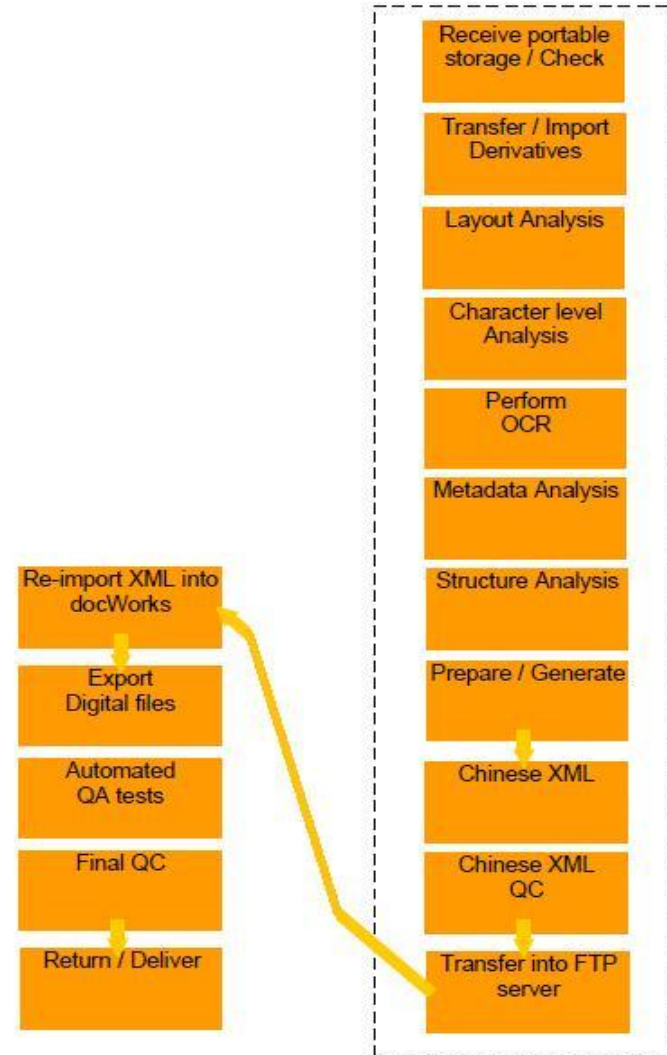 Receive portable
storage / Check
Transfer / Import
Derivatives
Layout Analysis
Character level
Analysis
Perform
OCR
Metadata Analysis
Structure Analysis
Prepare / Generate
Chinese XML
Chinese XML
QC
Transfer into FTP
server
Re-import XML into
docWorks
Export
Digital files
Automated
QA tests
Final QC
Return / Deliver